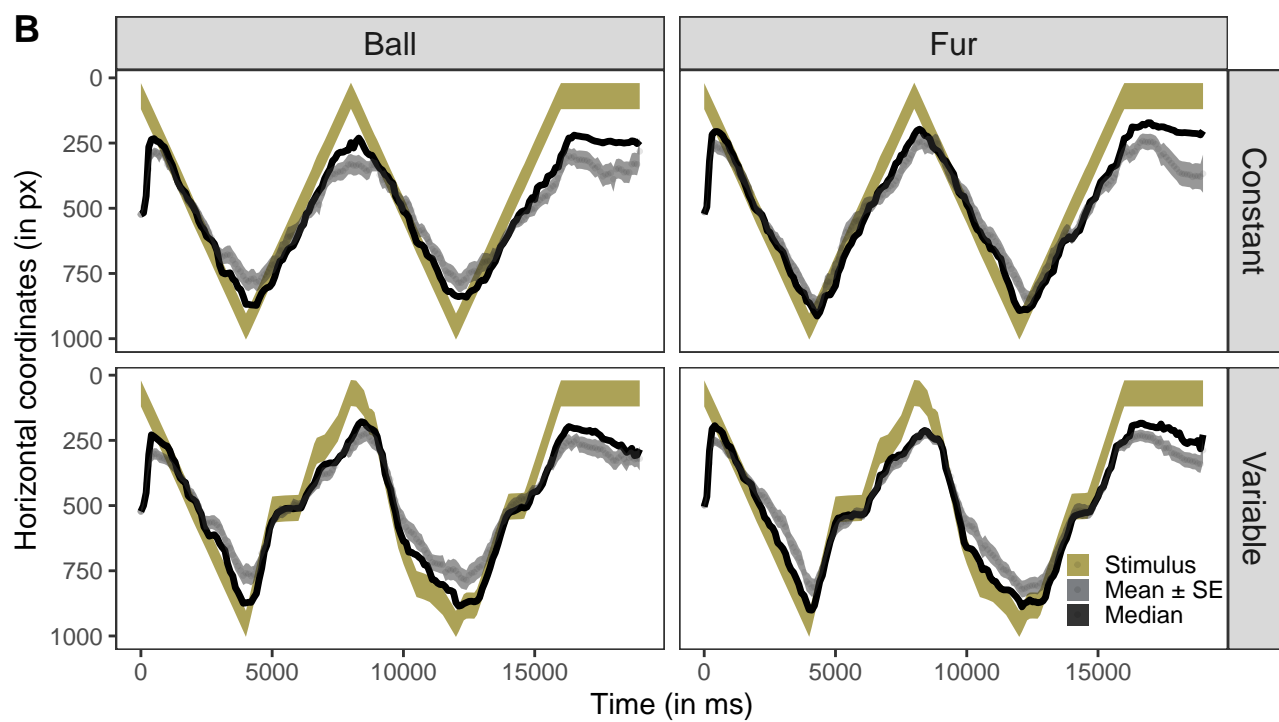 B
Ball
Fur
0
250
500
750
1000
Constant
0
250
500
750
1000
Variable
Horizontal coordinates (in px)
Stimulus
Mean ± SE
Median
0 5000 10000 15000
0 5000 10000 15000
Time (in ms)